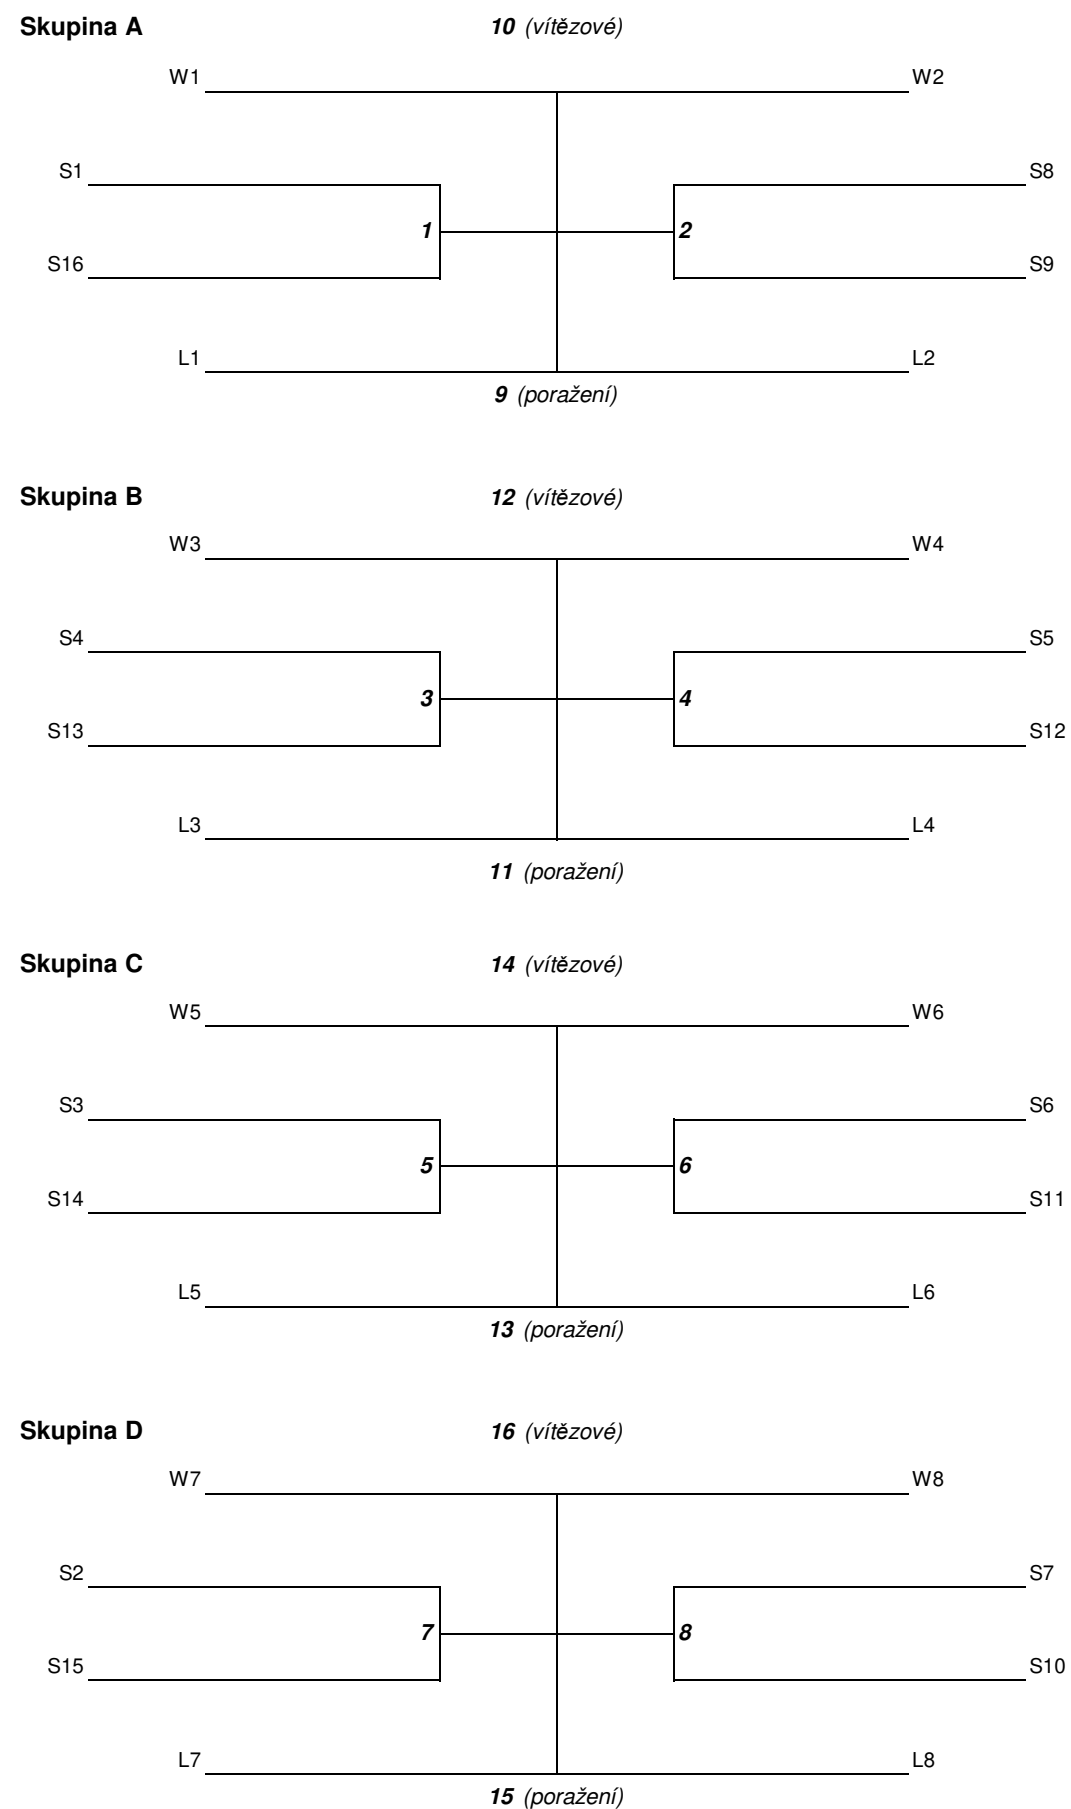 Skupina A 10 (vítězové)
W1 W2
S1 S8
1 2
S16 S9
L1 L2
9 (poražení)
Skupina B 12 (vítězové)
W3 W4
S4 S5
3 4
S13 S12
L3 L4
11 (poražení)
Skupina C 14 (vítězové)
W5 W6
S3 S6
5 6
S14 S11
L5 L6
13 (poražení)
Skupina D 16 (vítězové)
W7 W8
S2 S7
7 8
S15 S10
L7 L8
15 (poražení)